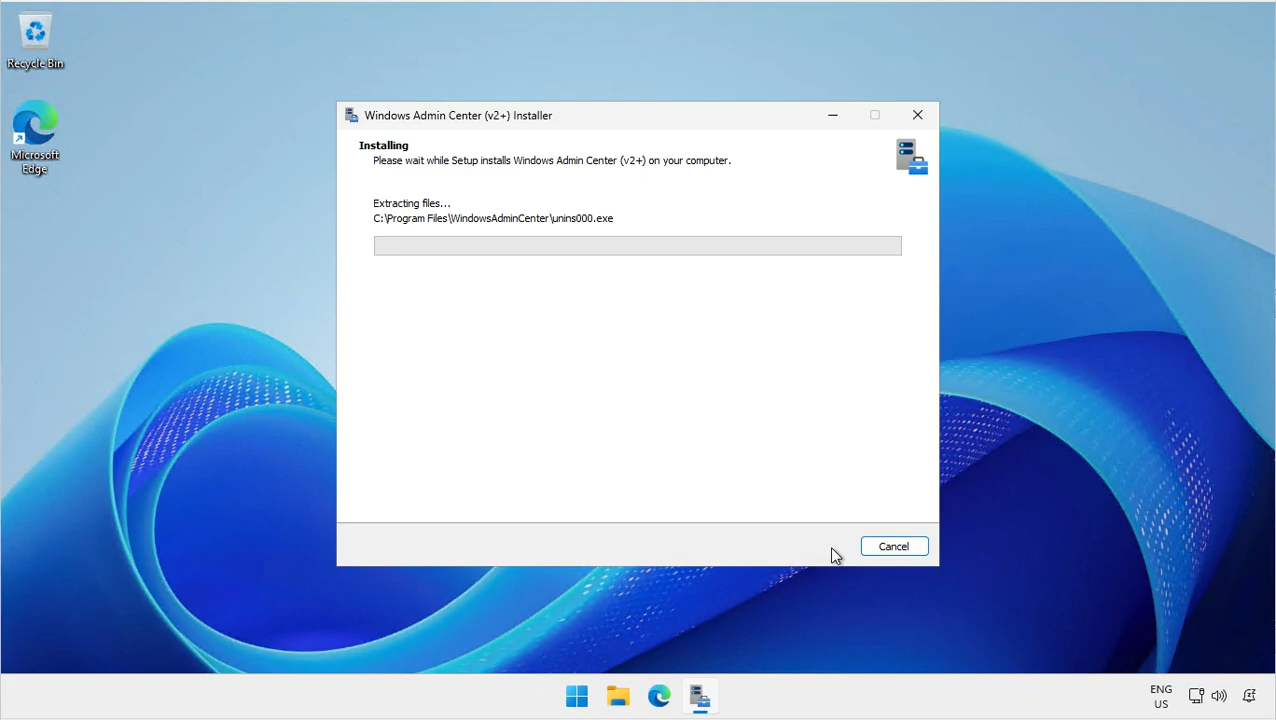 Recycle Bin
Microsoft
Edge
Windows Admin Center (v2+) Installer
Installing
Please wait while Setup installs Windows Admin Center (v2+) on your computer.
Extracting files...
C:\Program Files\WindowsAdminCenter\unins000.exe
Cancel
ENG
US